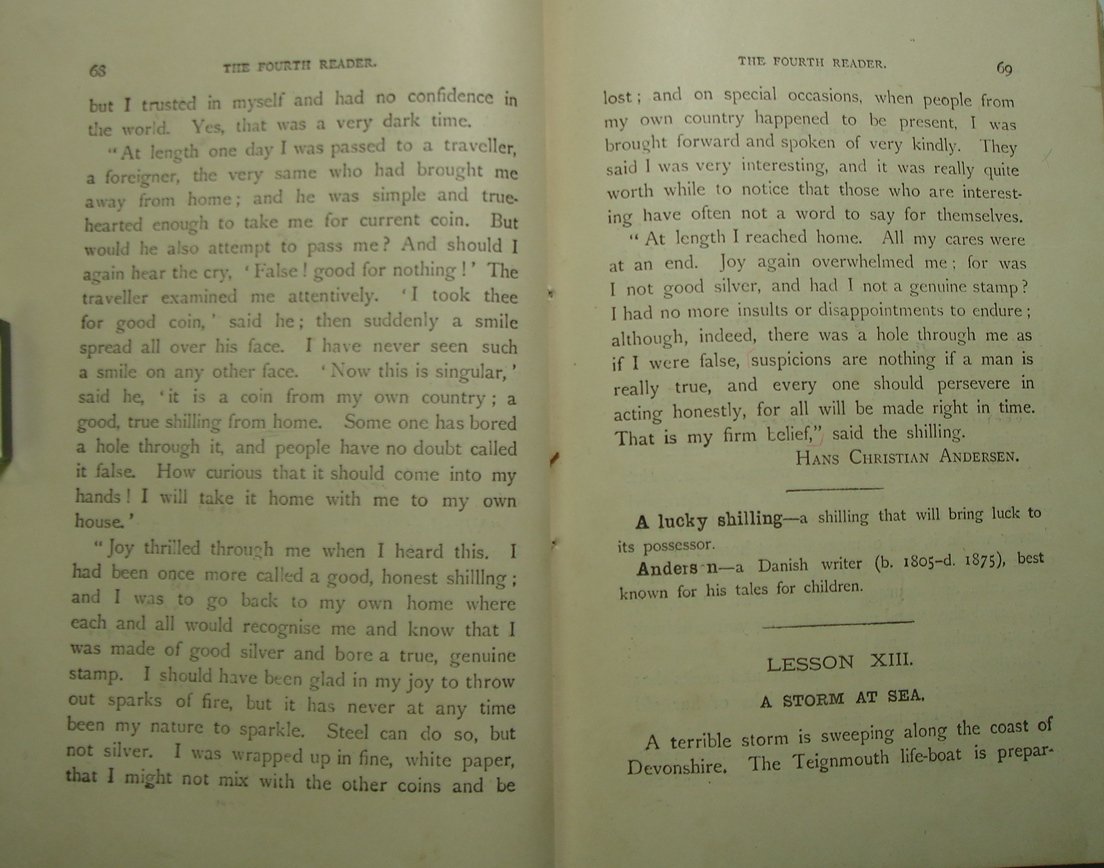 68
THE FOURTH READER.
but I trusted in myself and had no confidence in
the world. Yes, that was a very dark time.
"At length one day I was passed to a traveller,
a foreigner, the very same who had brought me
away from home; and he was simple and true-
hearted enough to take me for current coin. But
would he also attempt to pass me? And should I
again hear the cry, 'False! good for nothing!' The
traveller examined me attentively. 'I took thee
for good coin,' said he; then suddenly a smile
spread all over his face. I have never seen such
a smile on any other face. 'Now this is singular,'
said he, 'it is a coin from my own country; a
good, true shilling from home. Some one has bored
a hole through it, and people have no doubt called
it false. How curious that it should come into my
hands! I will take it home with me to my own
house.'
"Joy thrilled through me when I heard this. I
had been once more called a good, honest shilllng;
and I was to go back to my own home where
each and all would recognise me and know that I
was made of good silver and bore a true, genuine
stamp. I should have been glad in my joy to throw
out sparks of fire, but it has never at any time
been my nature to sparkle. Steel can do so, but
not silver. I was wrapped up in fine, white paper,
that I might not mix with the other coins and be
THE FOURTH READER.
69
lost; and on special occasions, when people from
my own country happened to be present, I was
brought forward and spoken of very kindly. They
said I was very interesting, and it was really quite
worth while to notice that those who are interest-
ing have often not a word to say for themselves.
"At length I reached home. All my cares were
at an end. Joy again overwhelmed me; for was
I not good silver, and had I not a genuine stamp?
I had no more insults or disappointments to endure;
although, indeed, there was a hole through me as
if I were false, suspicions are nothing if a man is
really true, and every one should persevere in
acting honestly, for all will be made right in time.
That is my firm belief," said the shilling.
HANS CHRISTIAN ANDERSEN.
A lucky shilling—a shilling that will bring luck to
its possessor.
Anders n—a Danish writer (b. 1805-d. 1875), best
known for his tales for children.
LESSON XIII.
A STORM AT SEA.
A terrible storm is sweeping along the coast of
Devonshire. The Teignmouth life-boat is prepar-